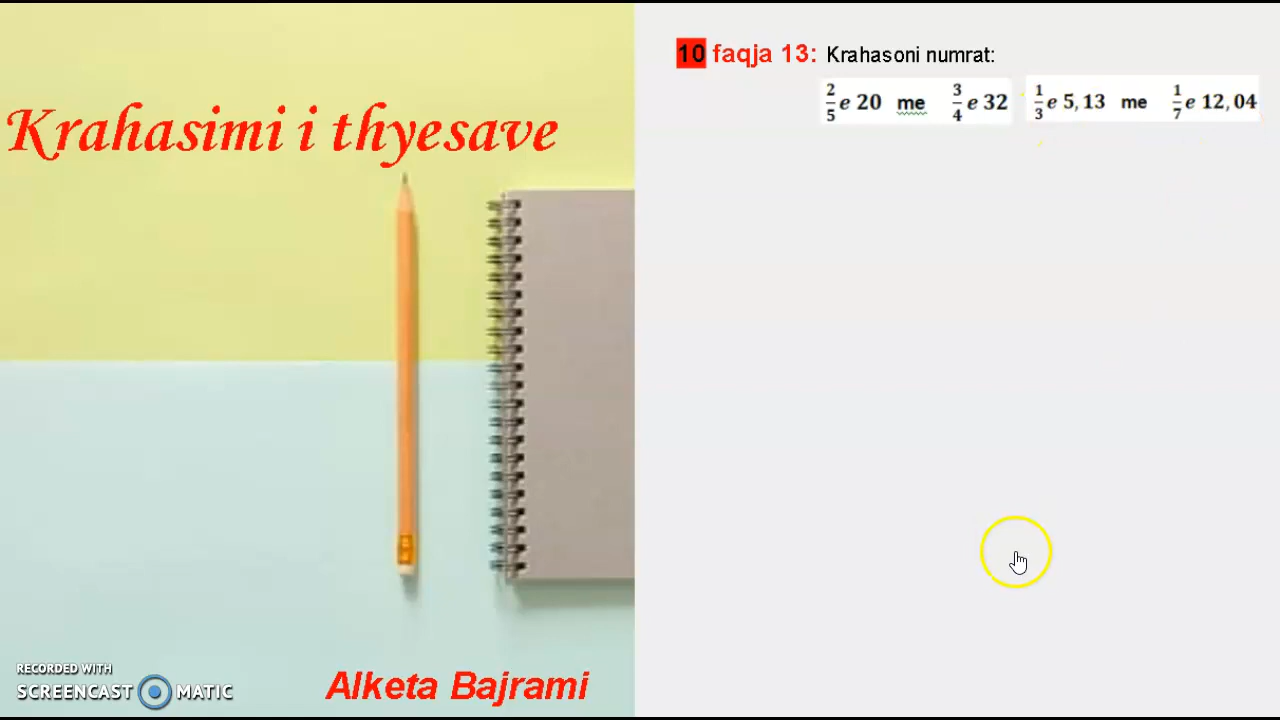 Krahasimi i thyesave
Alketa Bajrami
RECORDED WITH
SCREENCAST MATIC
10 faqja 13: Krahasoni numrat:
2/5 e 20 me 3/4 e 32 1/3 e 5,13 me 1/7 e 12,04